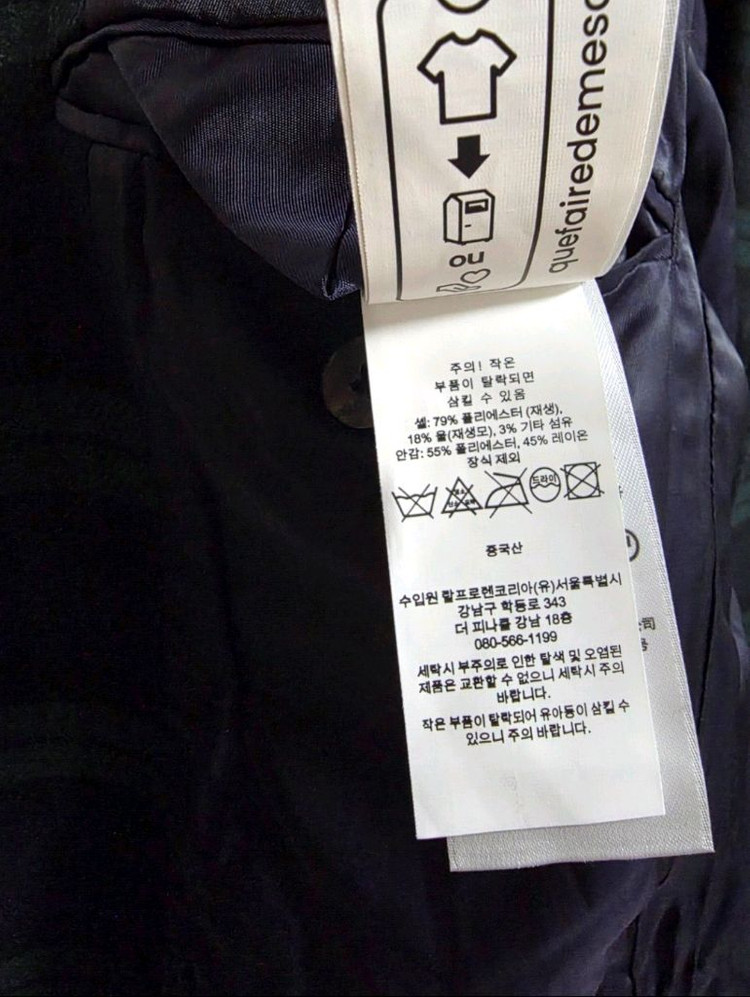 quefairedemes
OU
주의! 작은
부품이 탈락되면
삼킬 수 있음
셀: 79% 폴리에스터 (재생),
18% 울(재생모), 3% 기타 섬유
안감: 55% 폴리에스터, 45% 레이온
장식 제외
드라이
중국산
수입원 랄프로렌코리아(유)서울특별시
강남구 학동로 343
더 피나클 강남 18층
080-566-1199
세탁시 부주의로 인한 탈색 및 오염된
제품은 교환할 수 없으니 세탁시 주의
바랍니다.
작은 부품이 탈락되어 유아등이 삼킬 수
있으니 주의 바랍니다.
公司